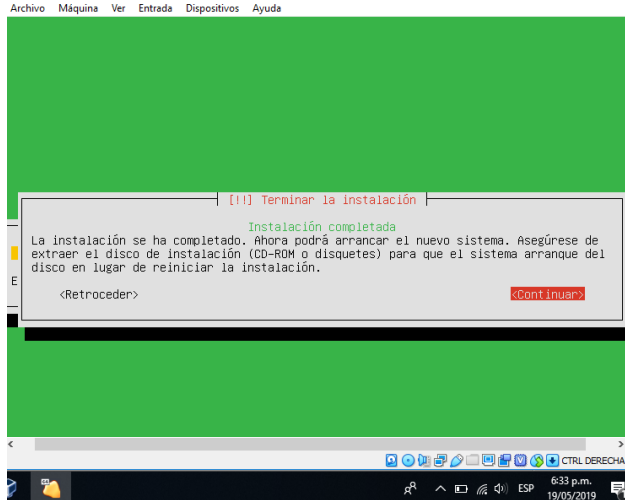 Archivo Máquina Ver Entrada Dispositivos Ayuda
[!!] Terminar la instalación
Instalación completada
La instalación se ha completado. Ahora podrá arrancar el nuevo sistema. Asegúrese de
extraer el disco de instalación (CD-ROM o disquetes) para que el sistema arranque del
disco en lugar de reiniciar la instalación.
E
<Retroceder> <Continuar>
CTRL DERECHA
ESP
6:33 p.m.
19/05/2019